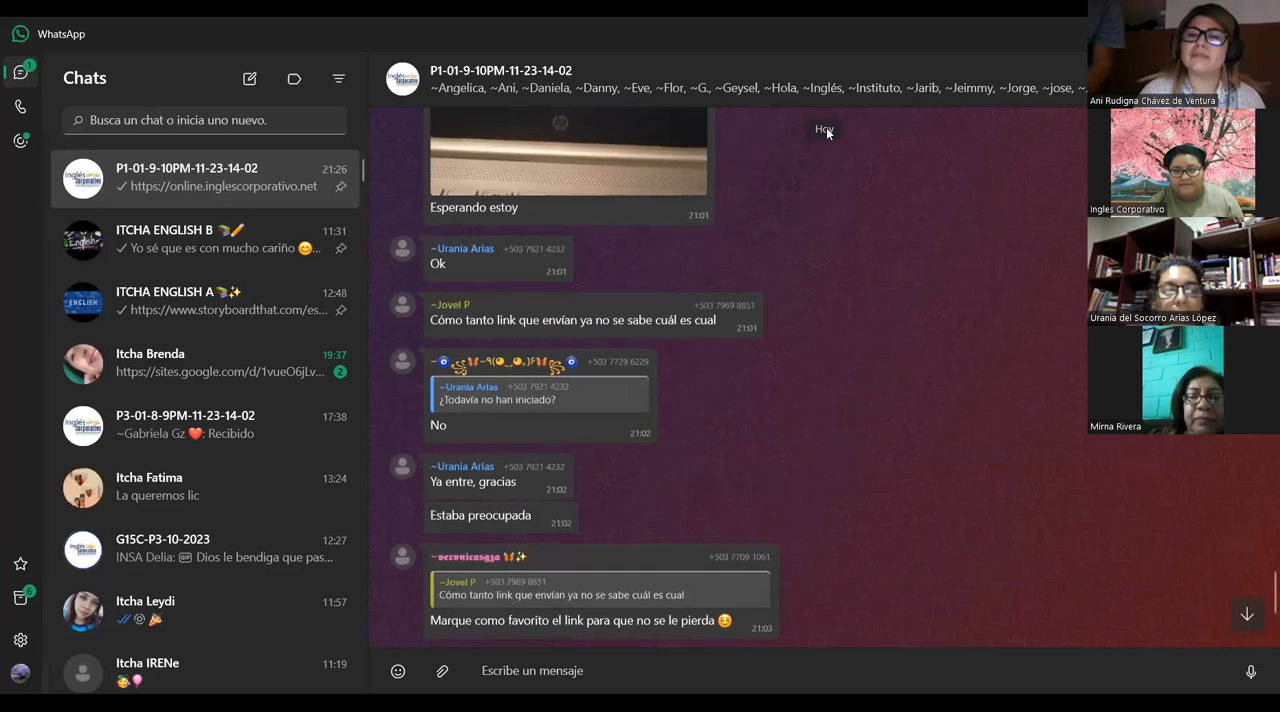 WhatsApp
1
Chats
Busca un chat o inicia uno nuevo.
P1-01-9-10PM-11-23-14-02
21:26
https://online.inglescorporativo.net
ITCHA ENGLISH B
11:31
Yo sé que es con mucho cariño 😊...
ITCHA ENGLISH A
12:48
https://www.storyboardthat.com/es...
Itcha Brenda
19:37
https://sites.google.com/d/1vueO6jLv...
2
P3-01-8-9PM-11-23-14-02
17:38
~Gabriela Gz ❤️: Recibido
Itcha Fatima
13:24
La queremos lic
G15C-P3-10-2023
12:27
INSA Delia: GIF Dios le bendiga que pas...
Itcha Leydi
11:57
Itcha IRENe
11:19
6
P1-01-9-10PM-11-23-14-02
~Angelica, ~Ani, ~Daniela, ~Danny, ~Eve, ~Flor, ~G., ~Geysel, ~Hola, ~Inglés, ~Instituto, ~Jarib, ~Jeimmy, ~Jorge, ~jose, ~
Hoy
hp
Esperando estoy
21:01
~Urania Arias +503 7921 4232
Ok
21:01
~Jovel P +503 7969 8851
Cómo tanto link que envían ya no se sabe cuál es cual
21:01
+503 7729 6229
~Urania Arias +503 7921 4232
¿Todavía no han iniciado?
No
21:02
~Urania Arias +503 7921 4232
Ya entre, gracias
21:02
Estaba preocupada
21:02
~veronicasgza +503 7709 1061
~Jovel P +503 7969 8851
Cómo tanto link que envían ya no se sabe cuál es cual
Marque como favorito el link para que no se le pierda ☺️
21:03
Escribe un mensaje
Ani Rudigna Chávez de Ventura
Ingles Corporativo
Urania del Socorro Arias López
Mirna Rivera